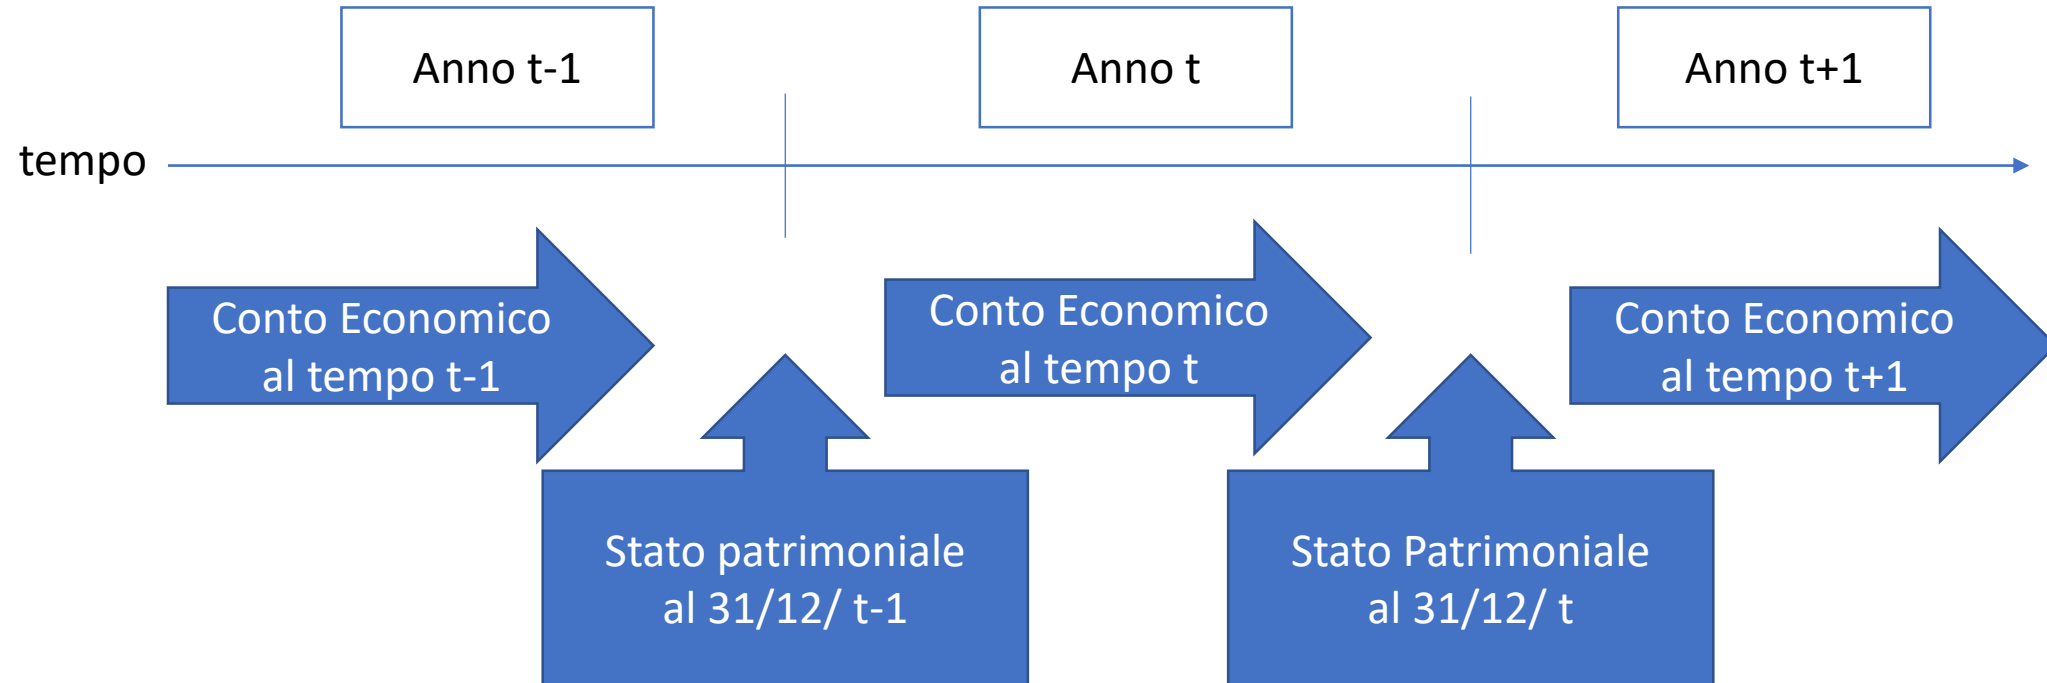 Anno t-1
Anno t
Anno t+1
tempo
Conto Economico
al tempo t-1
Conto Economico
al tempo t
Conto Economico
al tempo t+1
Stato patrimoniale
al 31/12/ t-1
Stato Patrimoniale
al 31/12/ t